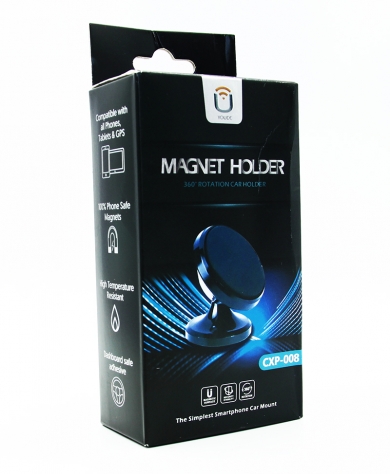 Compatible with
all Phones,
Tablets & GPS
100% Phone Safe
Magnets
High Temperature
Resistant
Dashboard safe
adhesive
MAGNET HOLDER
360° ROTATION CAR HOLDER
CXP-008
The Simplest Smartphone Car Mount